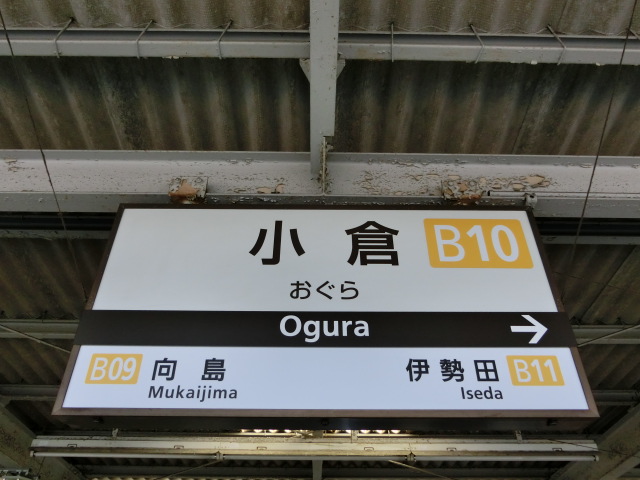 小倉 B10
おぐら
Ogura →
B09 向島 伊勢田 B11
Mukaijima Iseda